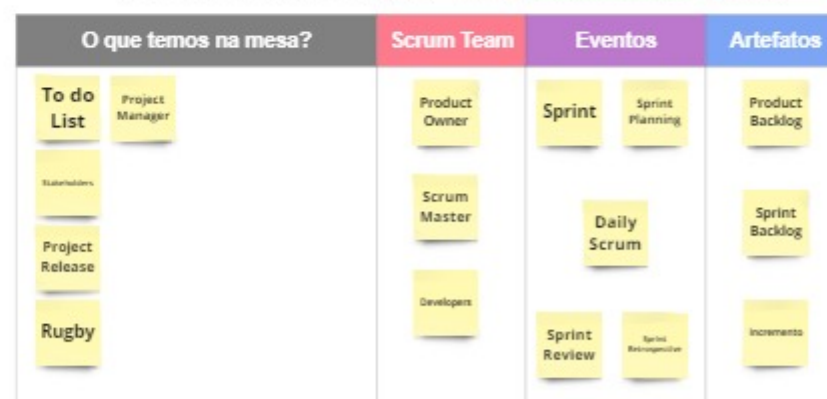 O que temos na mesa?
Scrum Team
Eventos
Artefatos
To do
List
Project
Manager
Stakeholders
Project
Release
Rugby
Product
Owner
Scrum
Master
Developers
Sprint
Sprint
Planning
Daily
Scrum
Sprint
Review
Sprint
Retrospective
Product
Backlog
Sprint
Backlog
Incremento